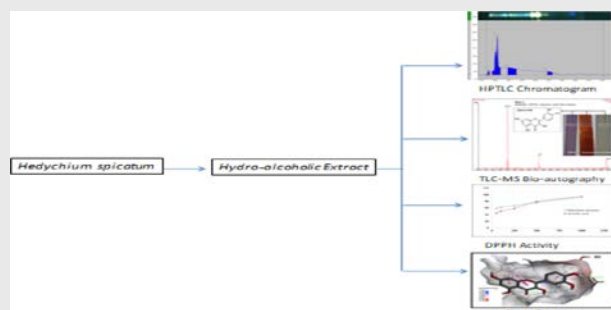 HPTLC Chromatogram
Hedychium spicatum
Hydro-alcoholic Extract
TLC-MS Bio-autography
DPPH Activity